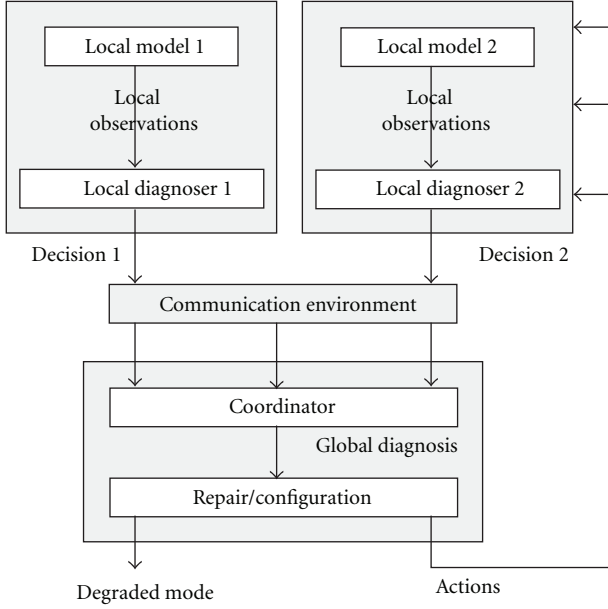 Local model 1
Local
observations
Local diagnoser 1
Decision 1
Local model 2
Local
observations
Local diagnoser 2
Decision 2
Communication environment
Coordinator
Global diagnosis
Repair/configuration
Degraded mode
Actions